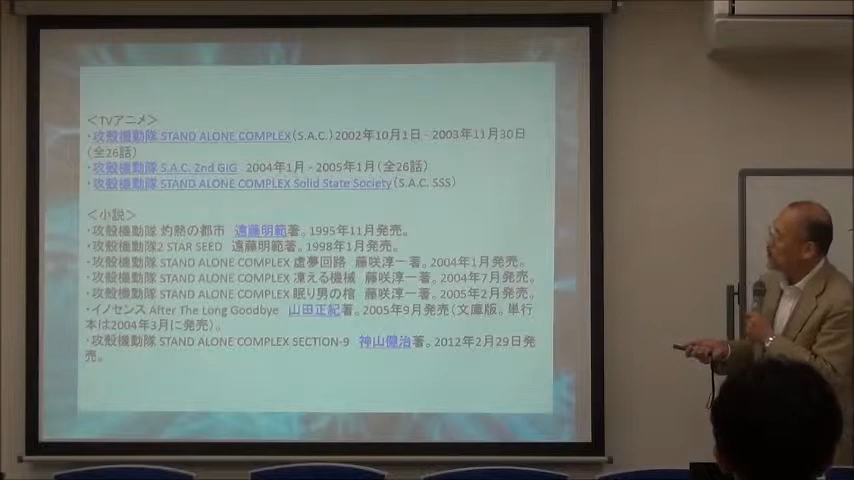 ＜TVアニメ＞
・攻殻機動隊 STAND ALONE COMPLEX(S.A.C.) 2002年10月1日 - 2003年11月30日
(全26話)
・攻殻機動隊 S.A.C. 2nd GIG 2004年1月 - 2005年1月(全26話)
・攻殻機動隊 STAND ALONE COMPLEX Solid State Society(S.A.C. SSS)
＜小説＞
・攻殻機動隊 灼熱の都市 遠藤明範著。1995年11月発売。
・攻殻機動隊2 STAR SEED 遠藤明範著。1998年1月発売。
・攻殻機動隊 STAND ALONE COMPLEX 虚夢回路 藤咲淳一著。2004年1月発売。
・攻殻機動隊 STAND ALONE COMPLEX 凍える機械 藤咲淳一著。2004年7月発売。
・攻殻機動隊 STAND ALONE COMPLEX 眠り男の棺 藤咲淳一著。2005年2月発売。
・イノセンス After The Long Goodbye 山田正紀著。2005年9月発売(文庫版。単行
本は2004年3月に発売)。
・攻殻機動隊 STAND ALONE COMPLEX SECTION-9 神山健治著。2012年2月29日発
売。